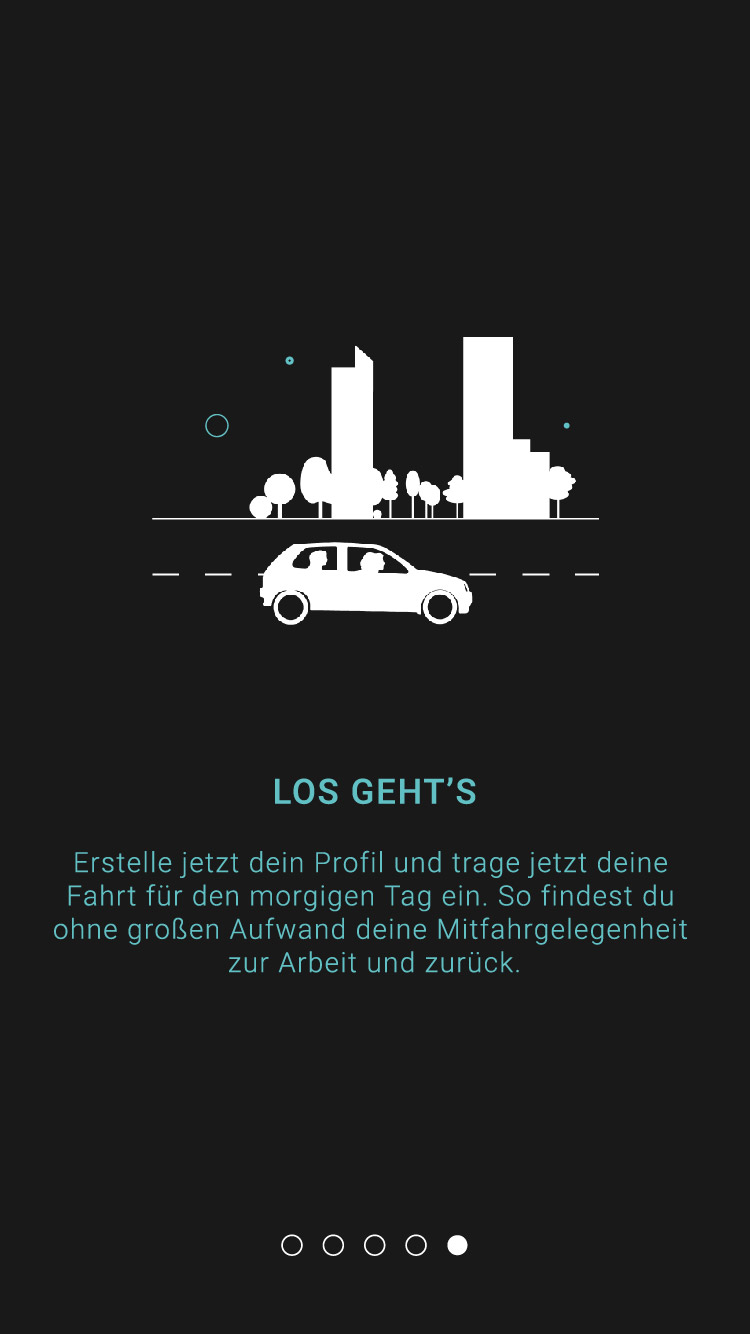 LOS GEHT’S
Erstelle jetzt dein Profil und trage jetzt deine
Fahrt für den morgigen Tag ein. So findest du
ohne großen Aufwand deine Mitfahrgelegenheit
zur Arbeit und zurück.